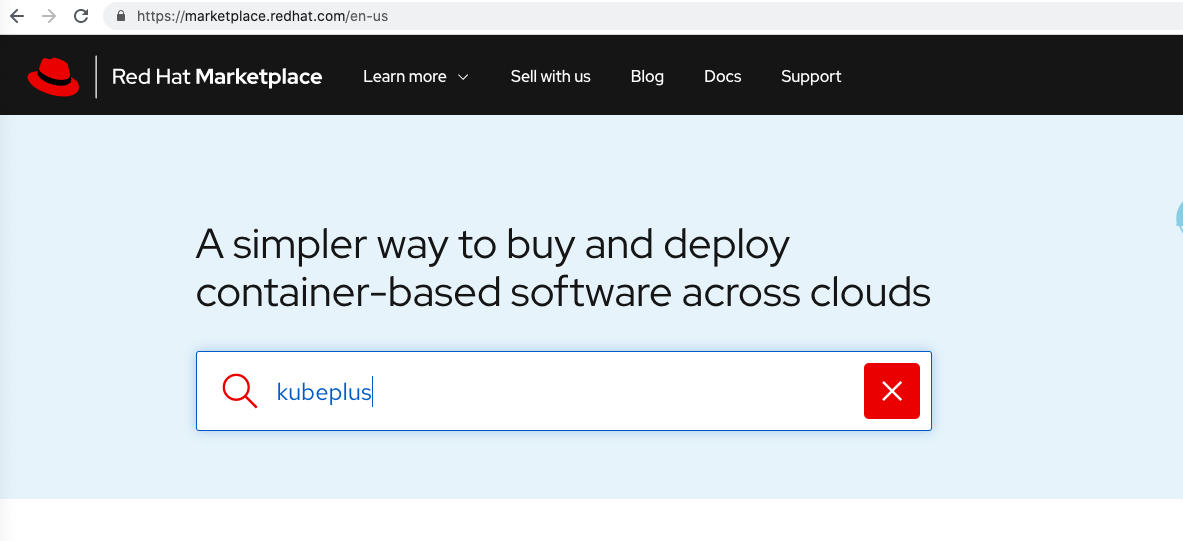 https://marketplace.redhat.com/en-us
Red Hat Marketplace Learn more Sell with us Blog Docs Support
A simpler way to buy and deploy
container-based software across clouds
kubeplus